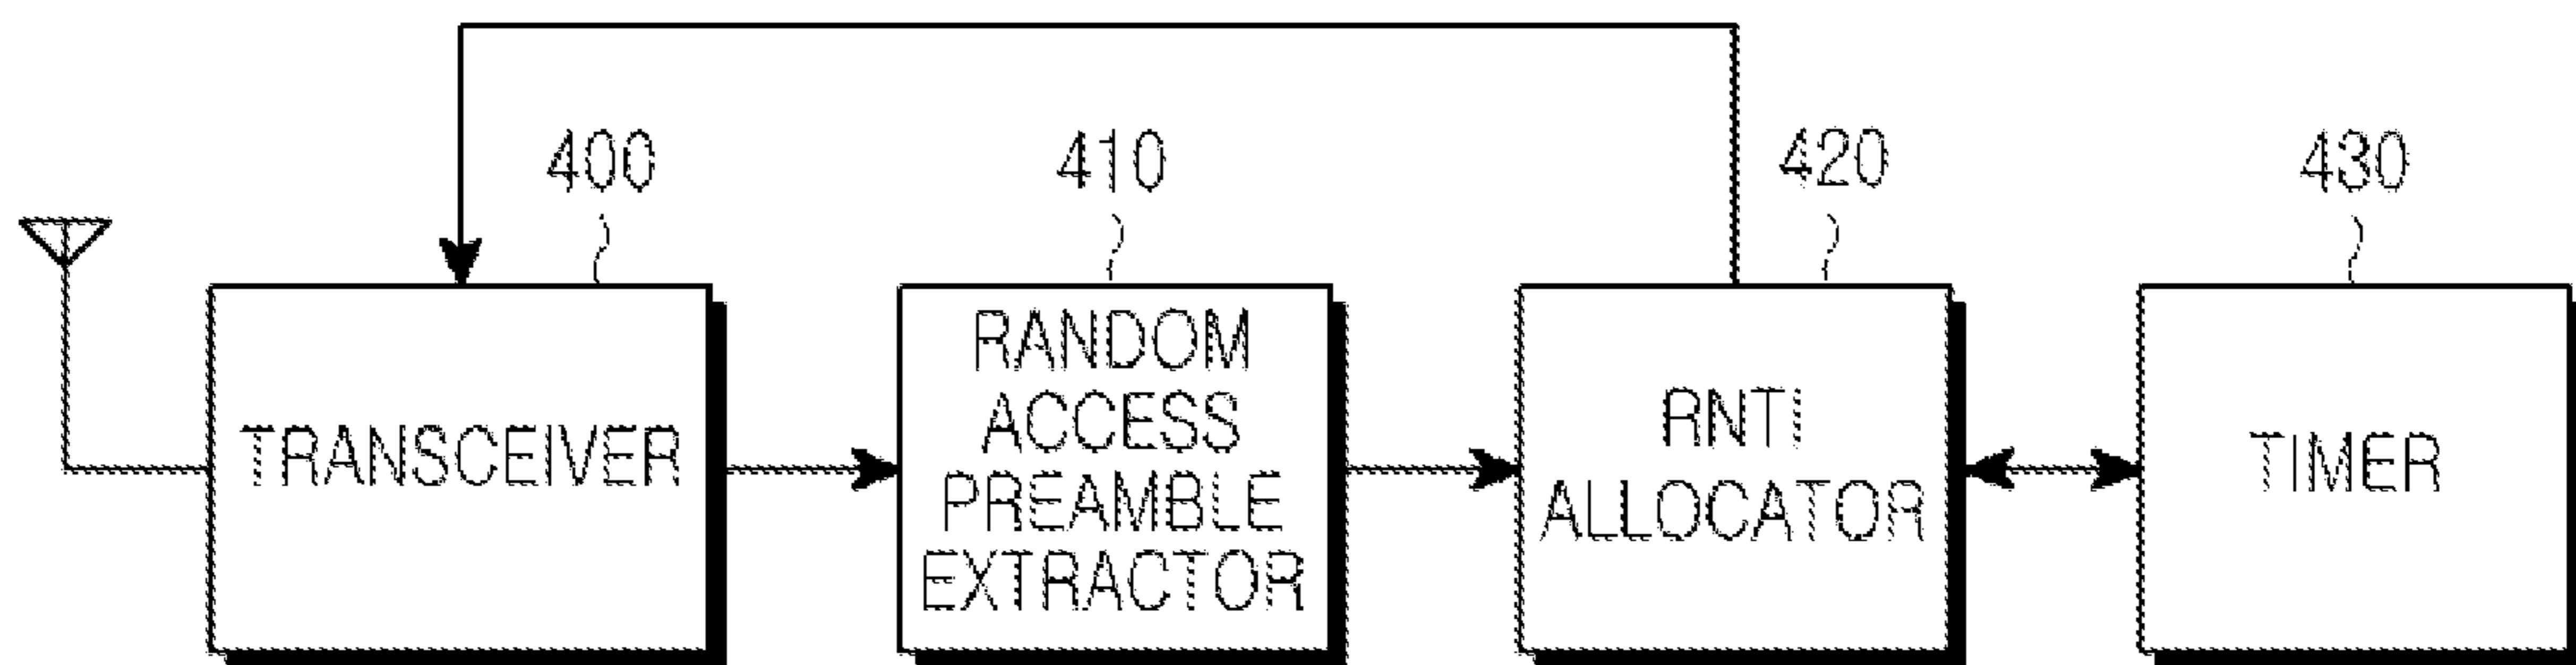 400
410
420
430
TRANSCEIVER
RANDOM
ACCESS
PREAMBLE
EXTRACTOR
RNTI
ALLOCATOR
TIMER